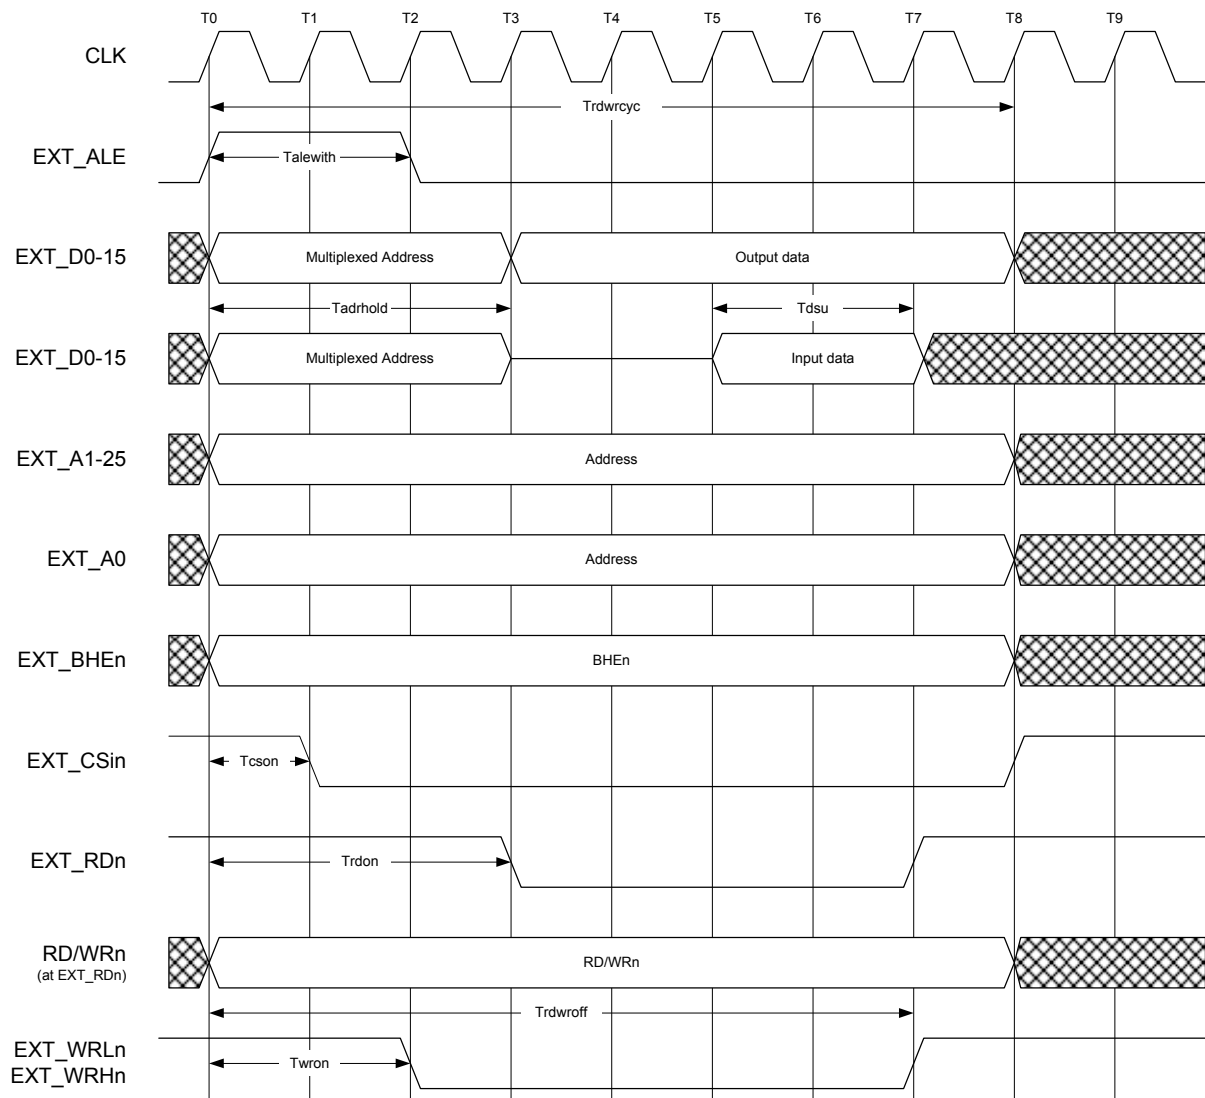 T0 T1 T2 T3 T4 T5 T6 T7 T8 T9
CLK
Trdwrcyc
EXT_ALE
Talewith
EXT_D0-15
Multiplexed Address
Output data
Tadrhold
Tdsu
EXT_D0-15
Multiplexed Address
Input data
EXT_A1-25
Address
EXT_A0
Address
EXT_BHEn
BHEn
EXT_CSin
Tcson
EXT_RDn
Trdon
RD/WRn
(at EXT_RDn)
RD/WRn
Trdwroff
EXT_WRLn
EXT_WRHn
Twron